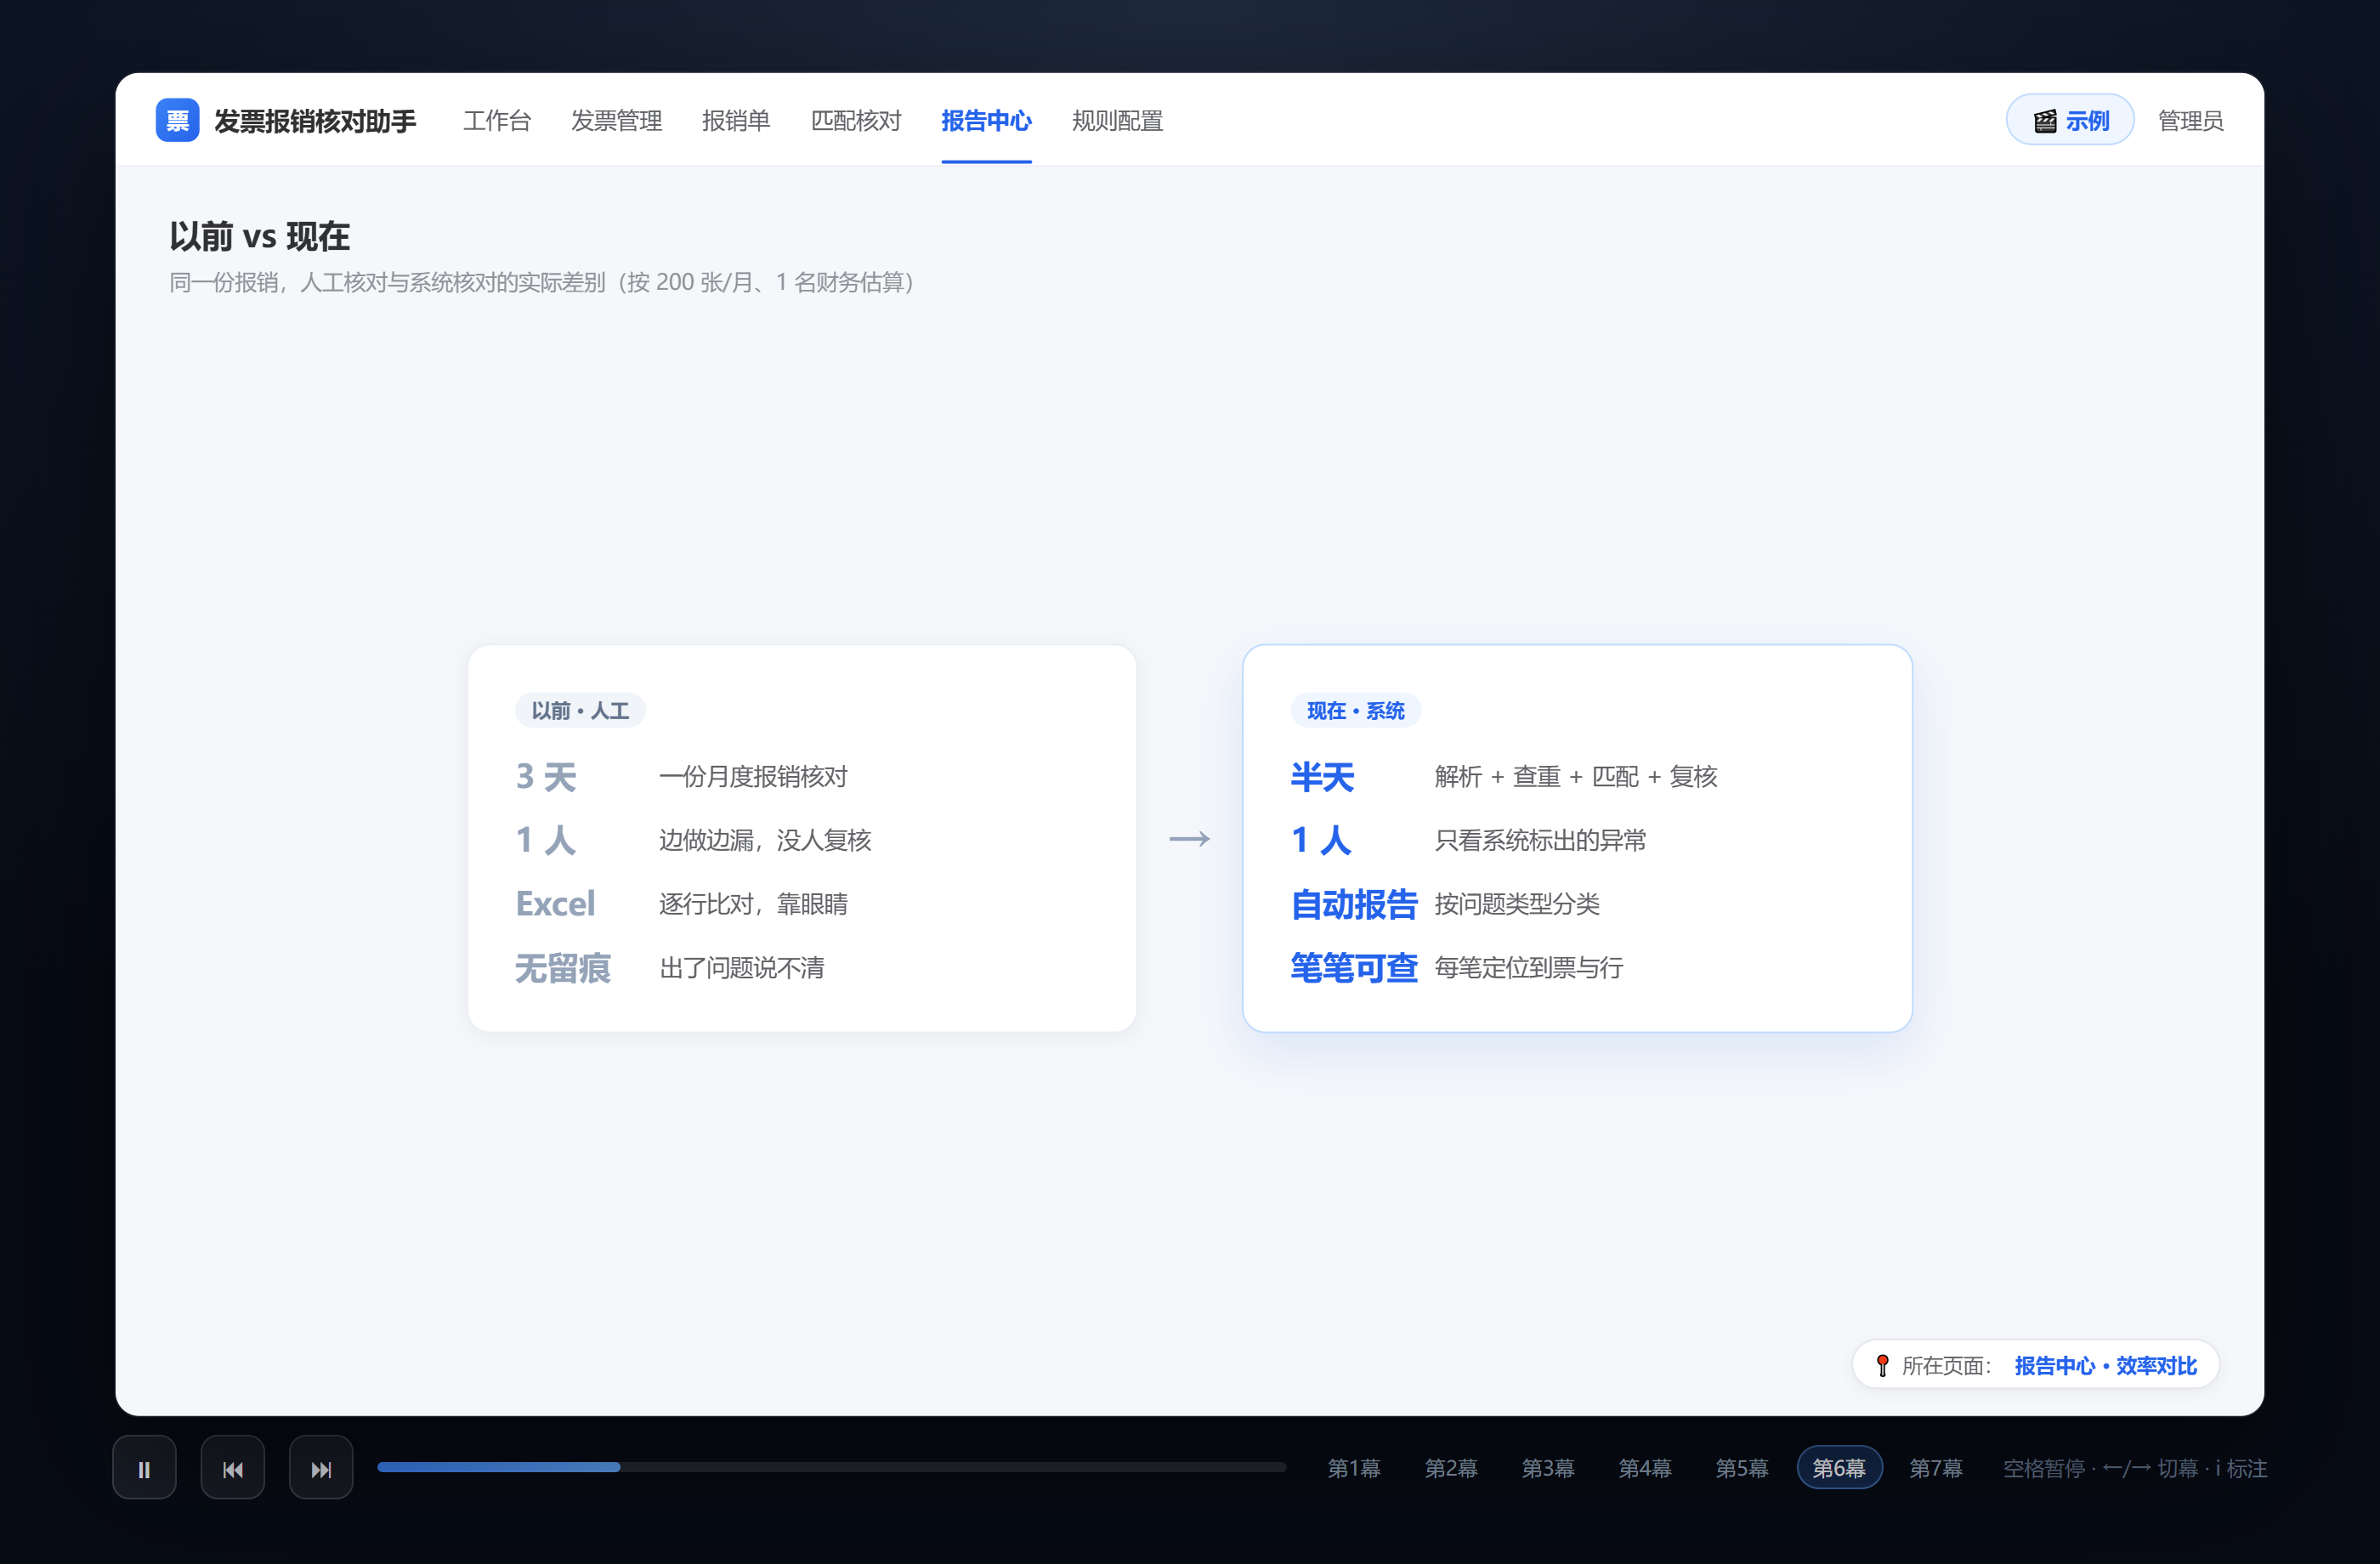 票 发票报销核对助手 工作台 发票管理 报销单 匹配核对 报告中心 规则配置 示例 管理员
以前 vs 现在
同一份报销，人工核对与系统核对的实际差别（按 200 张/月、1 名财务估算）
以前 • 人工
3 天 一份月度报销核对
1 人 边做边漏，没人复核
Excel 逐行比对，靠眼睛
无留痕 出了问题说不清
→
现在 • 系统
半天 解析 + 查重 + 匹配 + 复核
1 人 只看系统标出的异常
自动报告 按问题类型分类
笔笔可查 每笔定位到票与行
所在页面： 报告中心 • 效率对比
第1幕 第2幕 第3幕 第4幕 第5幕 第6幕 第7幕 空格暂停 · ←/→ 切幕 · i 标注